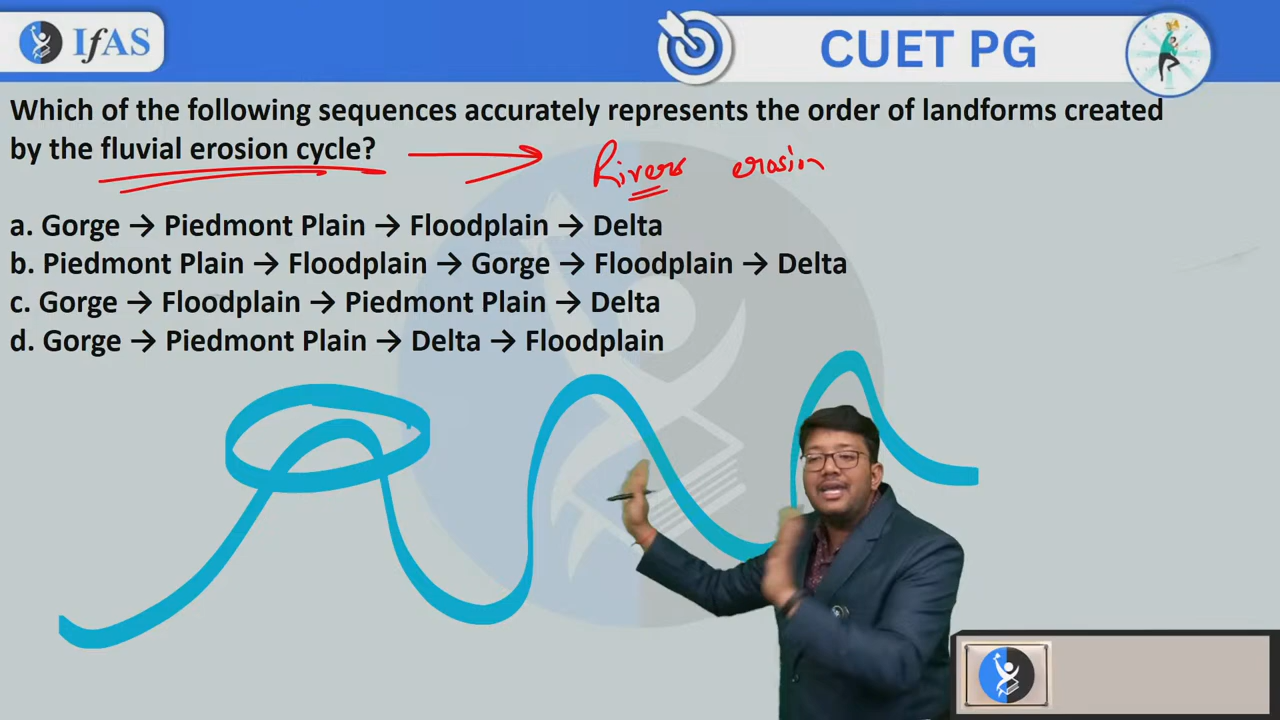 IfAS
CUET PG
Which of the following sequences accurately represents the order of landforms created
by the fluvial erosion cycle?
Rivers erosion
a. Gorge → Piedmont Plain → Floodplain → Delta
b. Piedmont Plain → Floodplain → Gorge → Floodplain → Delta
c. Gorge → Floodplain → Piedmont Plain → Delta
d. Gorge → Piedmont Plain → Delta → Floodplain